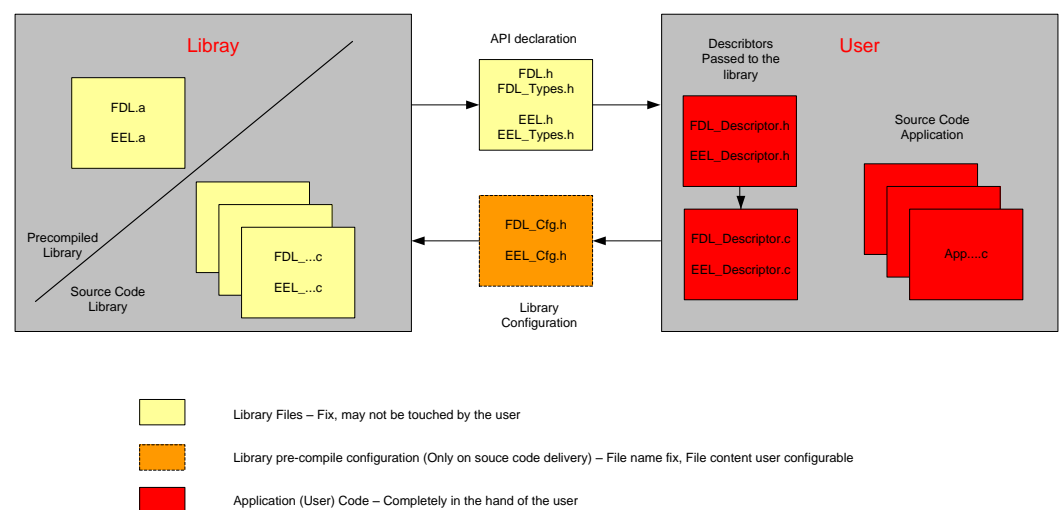 Libray
FDL.a
EEL.a
Precompiled
Library
Source Code
Library
FDL_...c
EEL_...c
API declaration
FDL.h
FDL_Types.h
EEL.h
EEL_Types.h
FDL_Cfg.h
EEL_Cfg.h
Library
Configuration
User
Describtors
Passed to the
library
FDL_Descriptor.h
EEL_Descriptor.h
FDL_Descriptor.c
EEL_Descriptor.c
Source Code
Application
App....c
Library Files – Fix, may not be touched by the user
Library pre-compile configuration (Only on souce code delivery) – File name fix, File content user configurable
Application (User) Code – Completely in the hand of the user